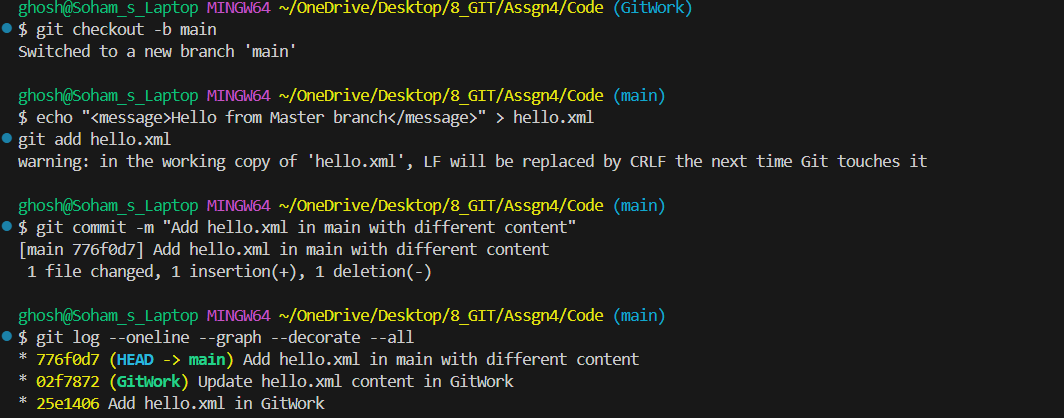 ghosh@Soham_s_Laptop MINGW64 ~/OneDrive/Desktop/8_GIT/Assgn4/Code (GitWork)
$ git checkout -b main
Switched to a new branch 'main'
ghosh@Soham_s_Laptop MINGW64 ~/OneDrive/Desktop/8_GIT/Assgn4/Code (main)
$ echo "<message>Hello from Master branch</message>" > hello.xml
git add hello.xml
warning: in the working copy of 'hello.xml', LF will be replaced by CRLF the next time Git touches it
ghosh@Soham_s_Laptop MINGW64 ~/OneDrive/Desktop/8_GIT/Assgn4/Code (main)
$ git commit -m "Add hello.xml in main with different content"
[main 776f0d7] Add hello.xml in main with different content
 1 file changed, 1 insertion(+), 1 deletion(-)
ghosh@Soham_s_Laptop MINGW64 ~/OneDrive/Desktop/8_GIT/Assgn4/Code (main)
$ git log --oneline --graph --decorate --all
* 776f0d7 (HEAD -> main) Add hello.xml in main with different content
* 02f7872 (GitWork) Update hello.xml content in GitWork
* 25e1406 Add hello.xml in GitWork